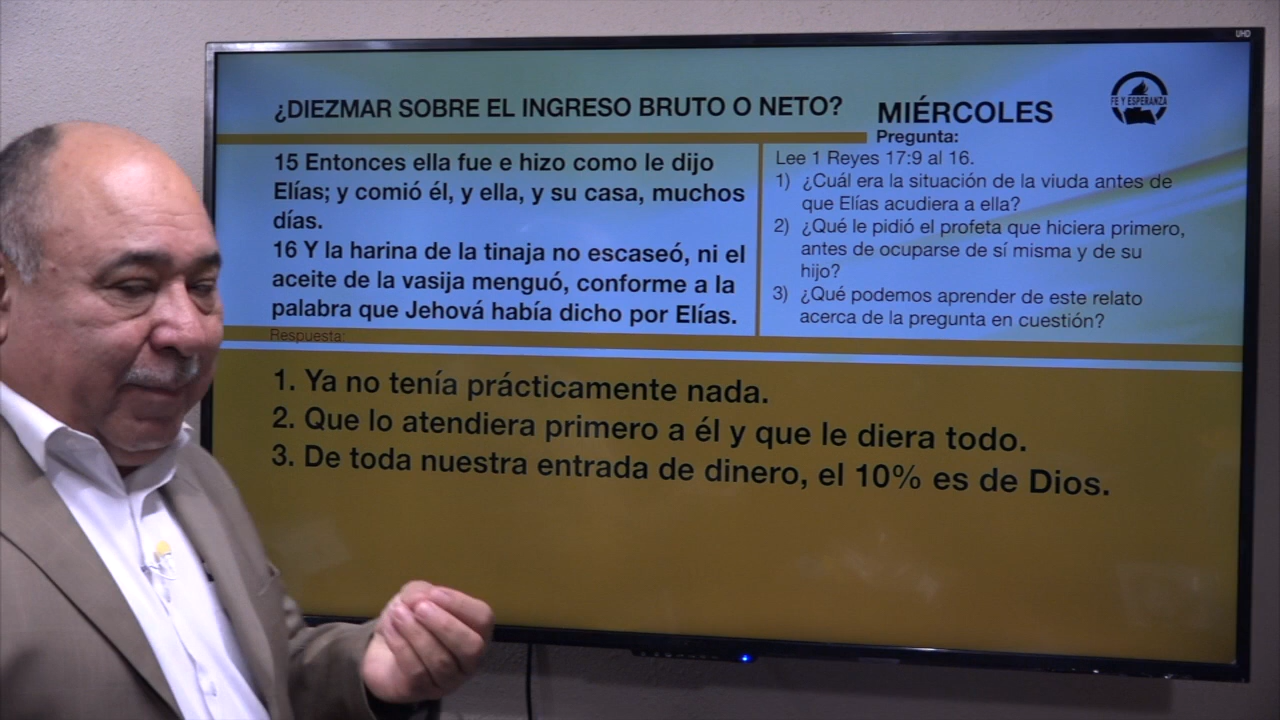 UHD
¿DIEZMAR SOBRE EL INGRESO BRUTO O NETO?
MIÉRCOLES
FE Y ESPERANZA
15 Entonces ella fue e hizo como le dijo
Elías; y comió él, y ella, y su casa, muchos
días.
16 Y la harina de la tinaja no escaseó, ni el
aceite de la vasija menguó, conforme a la
palabra que Jehová había dicho por Elías.
Pregunta:
Lee 1 Reyes 17:9 al 16.
1) ¿Cuál era la situación de la viuda antes de
que Elías acudiera a ella?
2) ¿Qué le pidió el profeta que hiciera primero,
antes de ocuparse de sí misma y de su
hijo?
3) ¿Qué podemos aprender de este relato
acerca de la pregunta en cuestión?
Respuesta:
1. Ya no tenía prácticamente nada.
2. Que lo atendiera primero a él y que le diera todo.
3. De toda nuestra entrada de dinero, el 10% es de Dios.